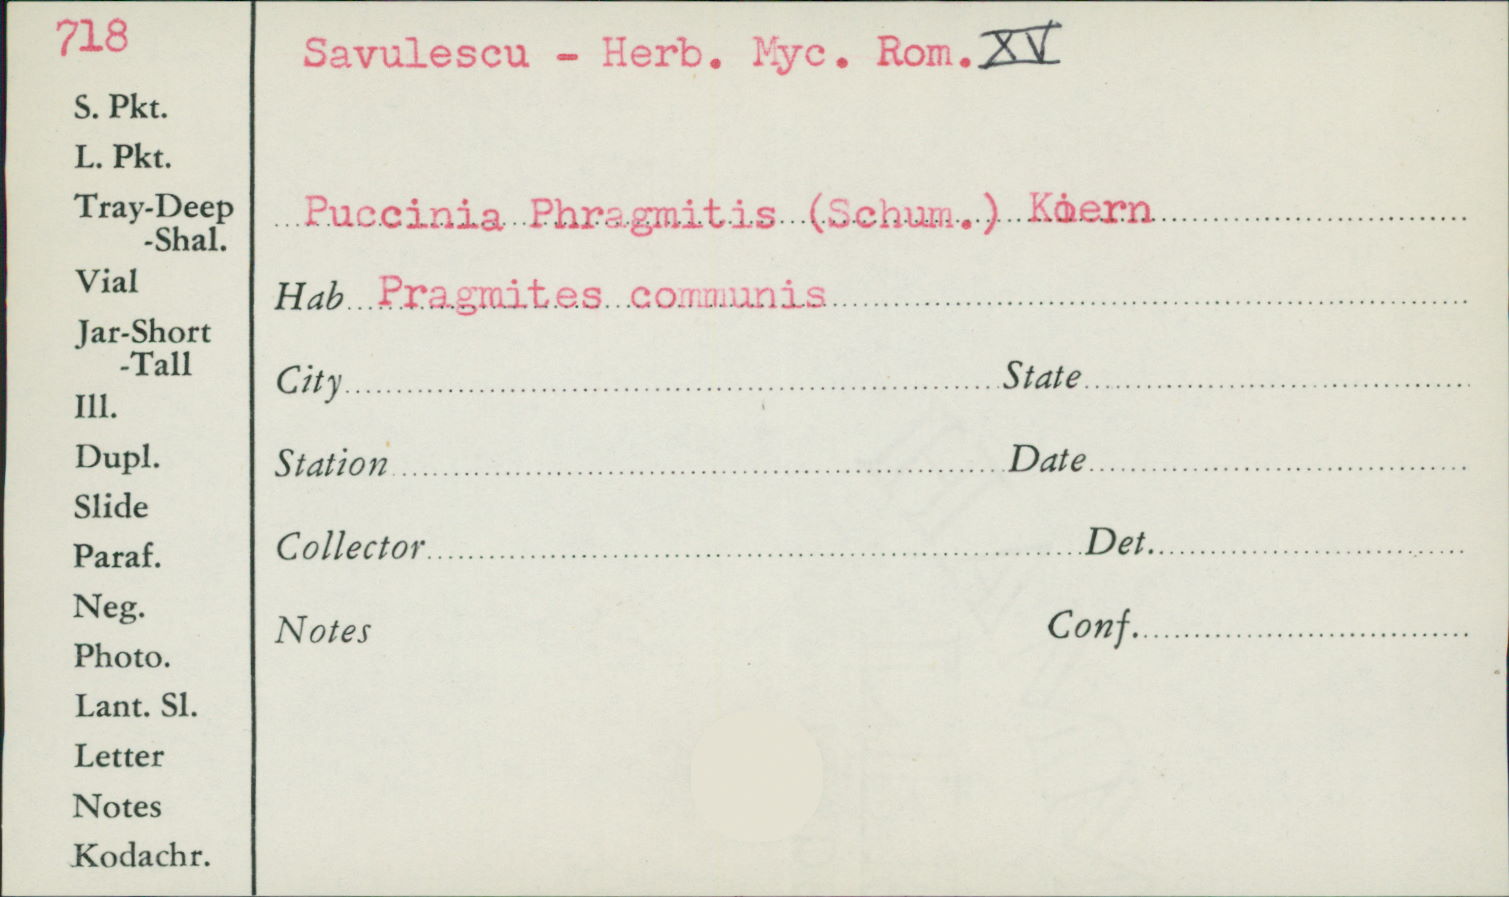 718
Savulescu - Herb. Myc. Rom. XV
S. Pkt.
L. Pkt.
Tray-Deep
-Shal.
Vial
Jar-Short
-Tall
Ill.
Dupl.
Slide
Paraf.
Neg.
Photo.
Lant. Sl.
Letter
Notes
Kodachr.
Puccinia Phragmitis (Schum.) Koern
Hab Pragmites communis
City State
Station Date
Collector Det.
Notes Conf.